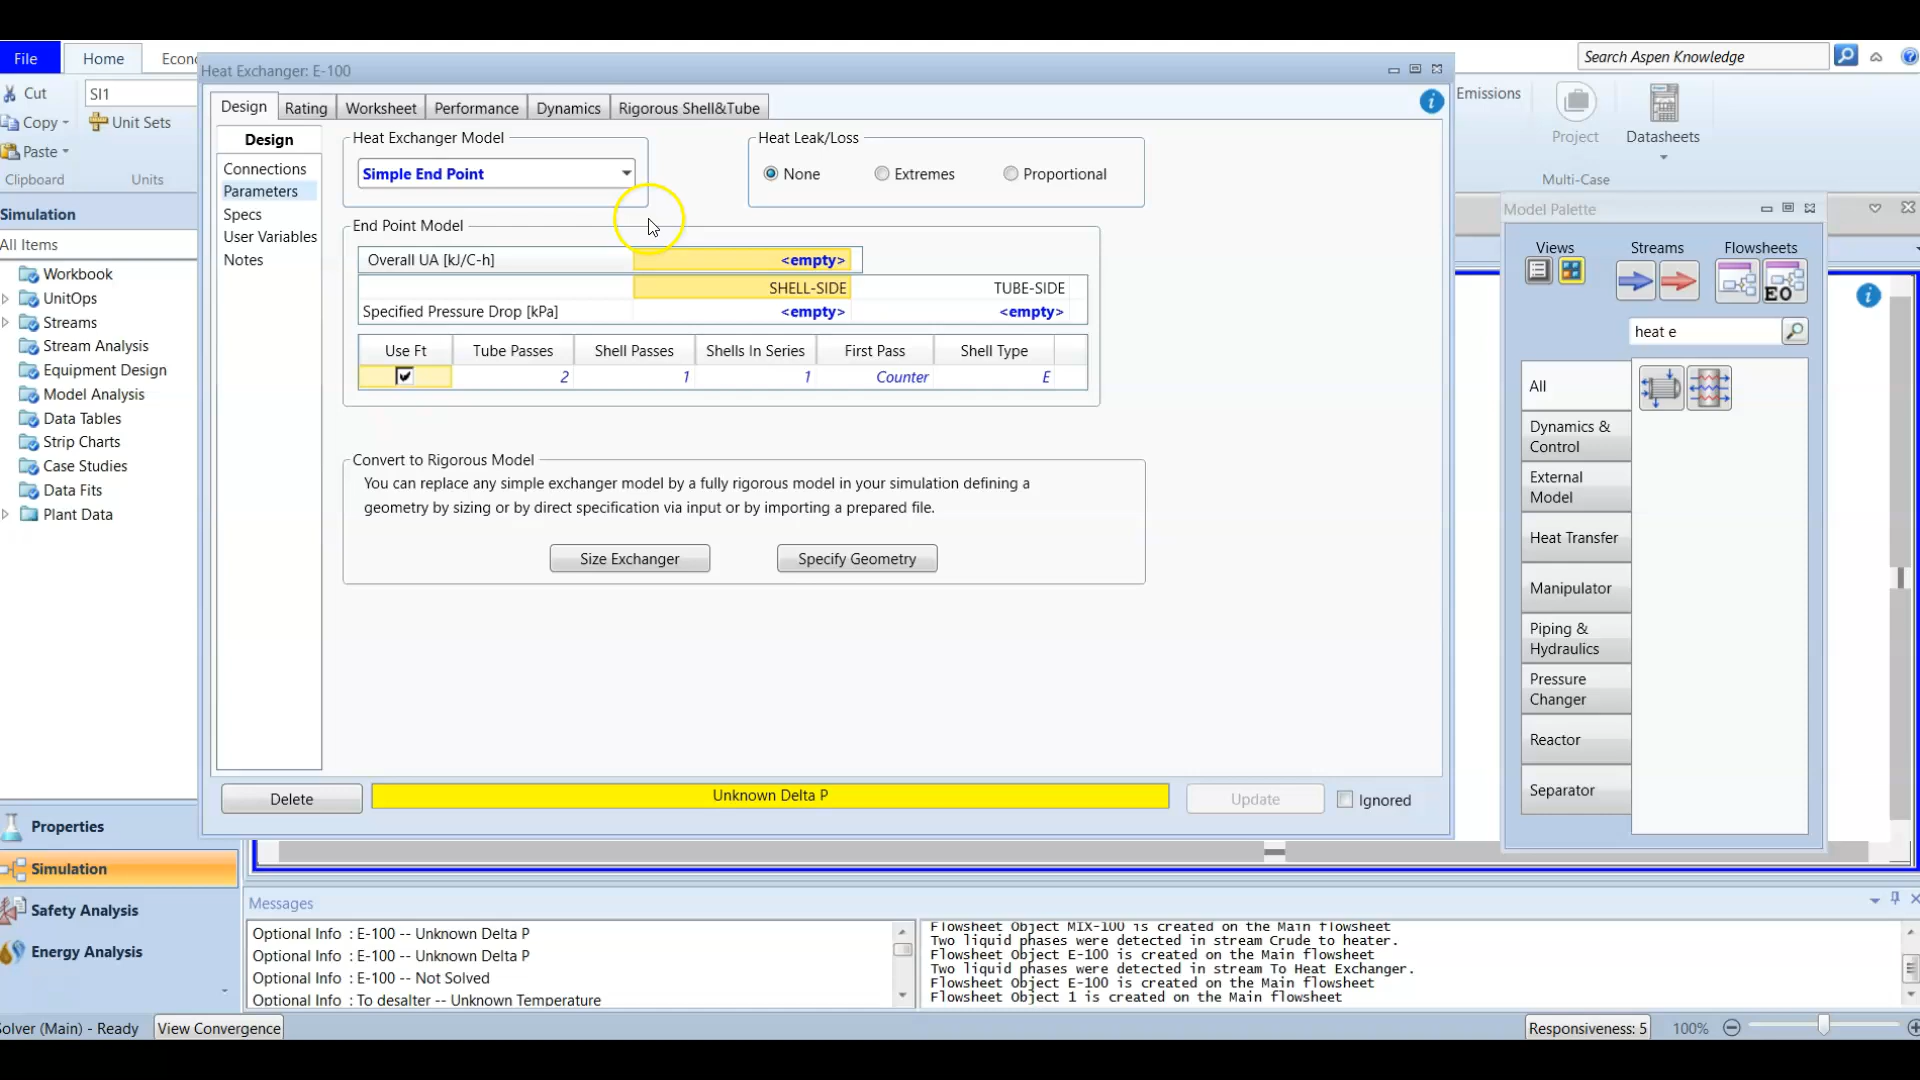 File
Home
Search Aspen Knowledge
Heat Exchanger: E-100
Cut
SI1
Copy
Unit Sets
Paste
Clipboard
Units
Emissions
Project
Datasheets
Multi-Case
Design
Rating
Worksheet
Performance
Dynamics
Rigorous Shell&Tube
Simulation
All Items
Workbook
UnitOps
Streams
Stream Analysis
Equipment Design
Model Analysis
Data Tables
Strip Charts
Case Studies
Data Fits
Plant Data
Design
Connections
Parameters
Specs
User Variables
Notes
Heat Exchanger Model
Simple End Point
Heat Leak/Loss
None
Extremes
Proportional
End Point Model
Overall UA [kJ/C-h] <empty>
SHELL-SIDE TUBE-SIDE
Specified Pressure Drop [kPa] <empty> <empty>
Use Ft Tube Passes Shell Passes Shells In Series First Pass Shell Type
2 1 1 Counter E
Convert to Rigorous Model
You can replace any simple exchanger model by a fully rigorous model in your simulation defining a
geometry by sizing or by direct specification via input or by importing a prepared file.
Size Exchanger
Specify Geometry
Delete
Unknown Delta P
Update
Ignored
Model Palette
Views
Streams
Flowsheets
EO
heat e
All
Dynamics &
Control
External
Model
Heat Transfer
Manipulator
Piping &
Hydraulics
Pressure
Changer
Reactor
Separator
Properties
Simulation
Safety Analysis
Energy Analysis
Messages
Optional Info : E-100 -- Unknown Delta P
Optional Info : E-100 -- Unknown Delta P
Optional Info : E-100 -- Not Solved
Optional Info : To desalter -- Unknown Temperature
Flowsheet Object MIX-100 is created on the Main flowsheet
Two liquid phases were detected in stream Crude to heater.
Flowsheet Object E-100 is created on the Main flowsheet
Two liquid phases were detected in stream To Heat Exchanger.
Flowsheet Object E-100 is created on the Main flowsheet
Flowsheet Object 1 is created on the Main flowsheet
Solver (Main) - Ready
View Convergence
Responsiveness: 5
100%